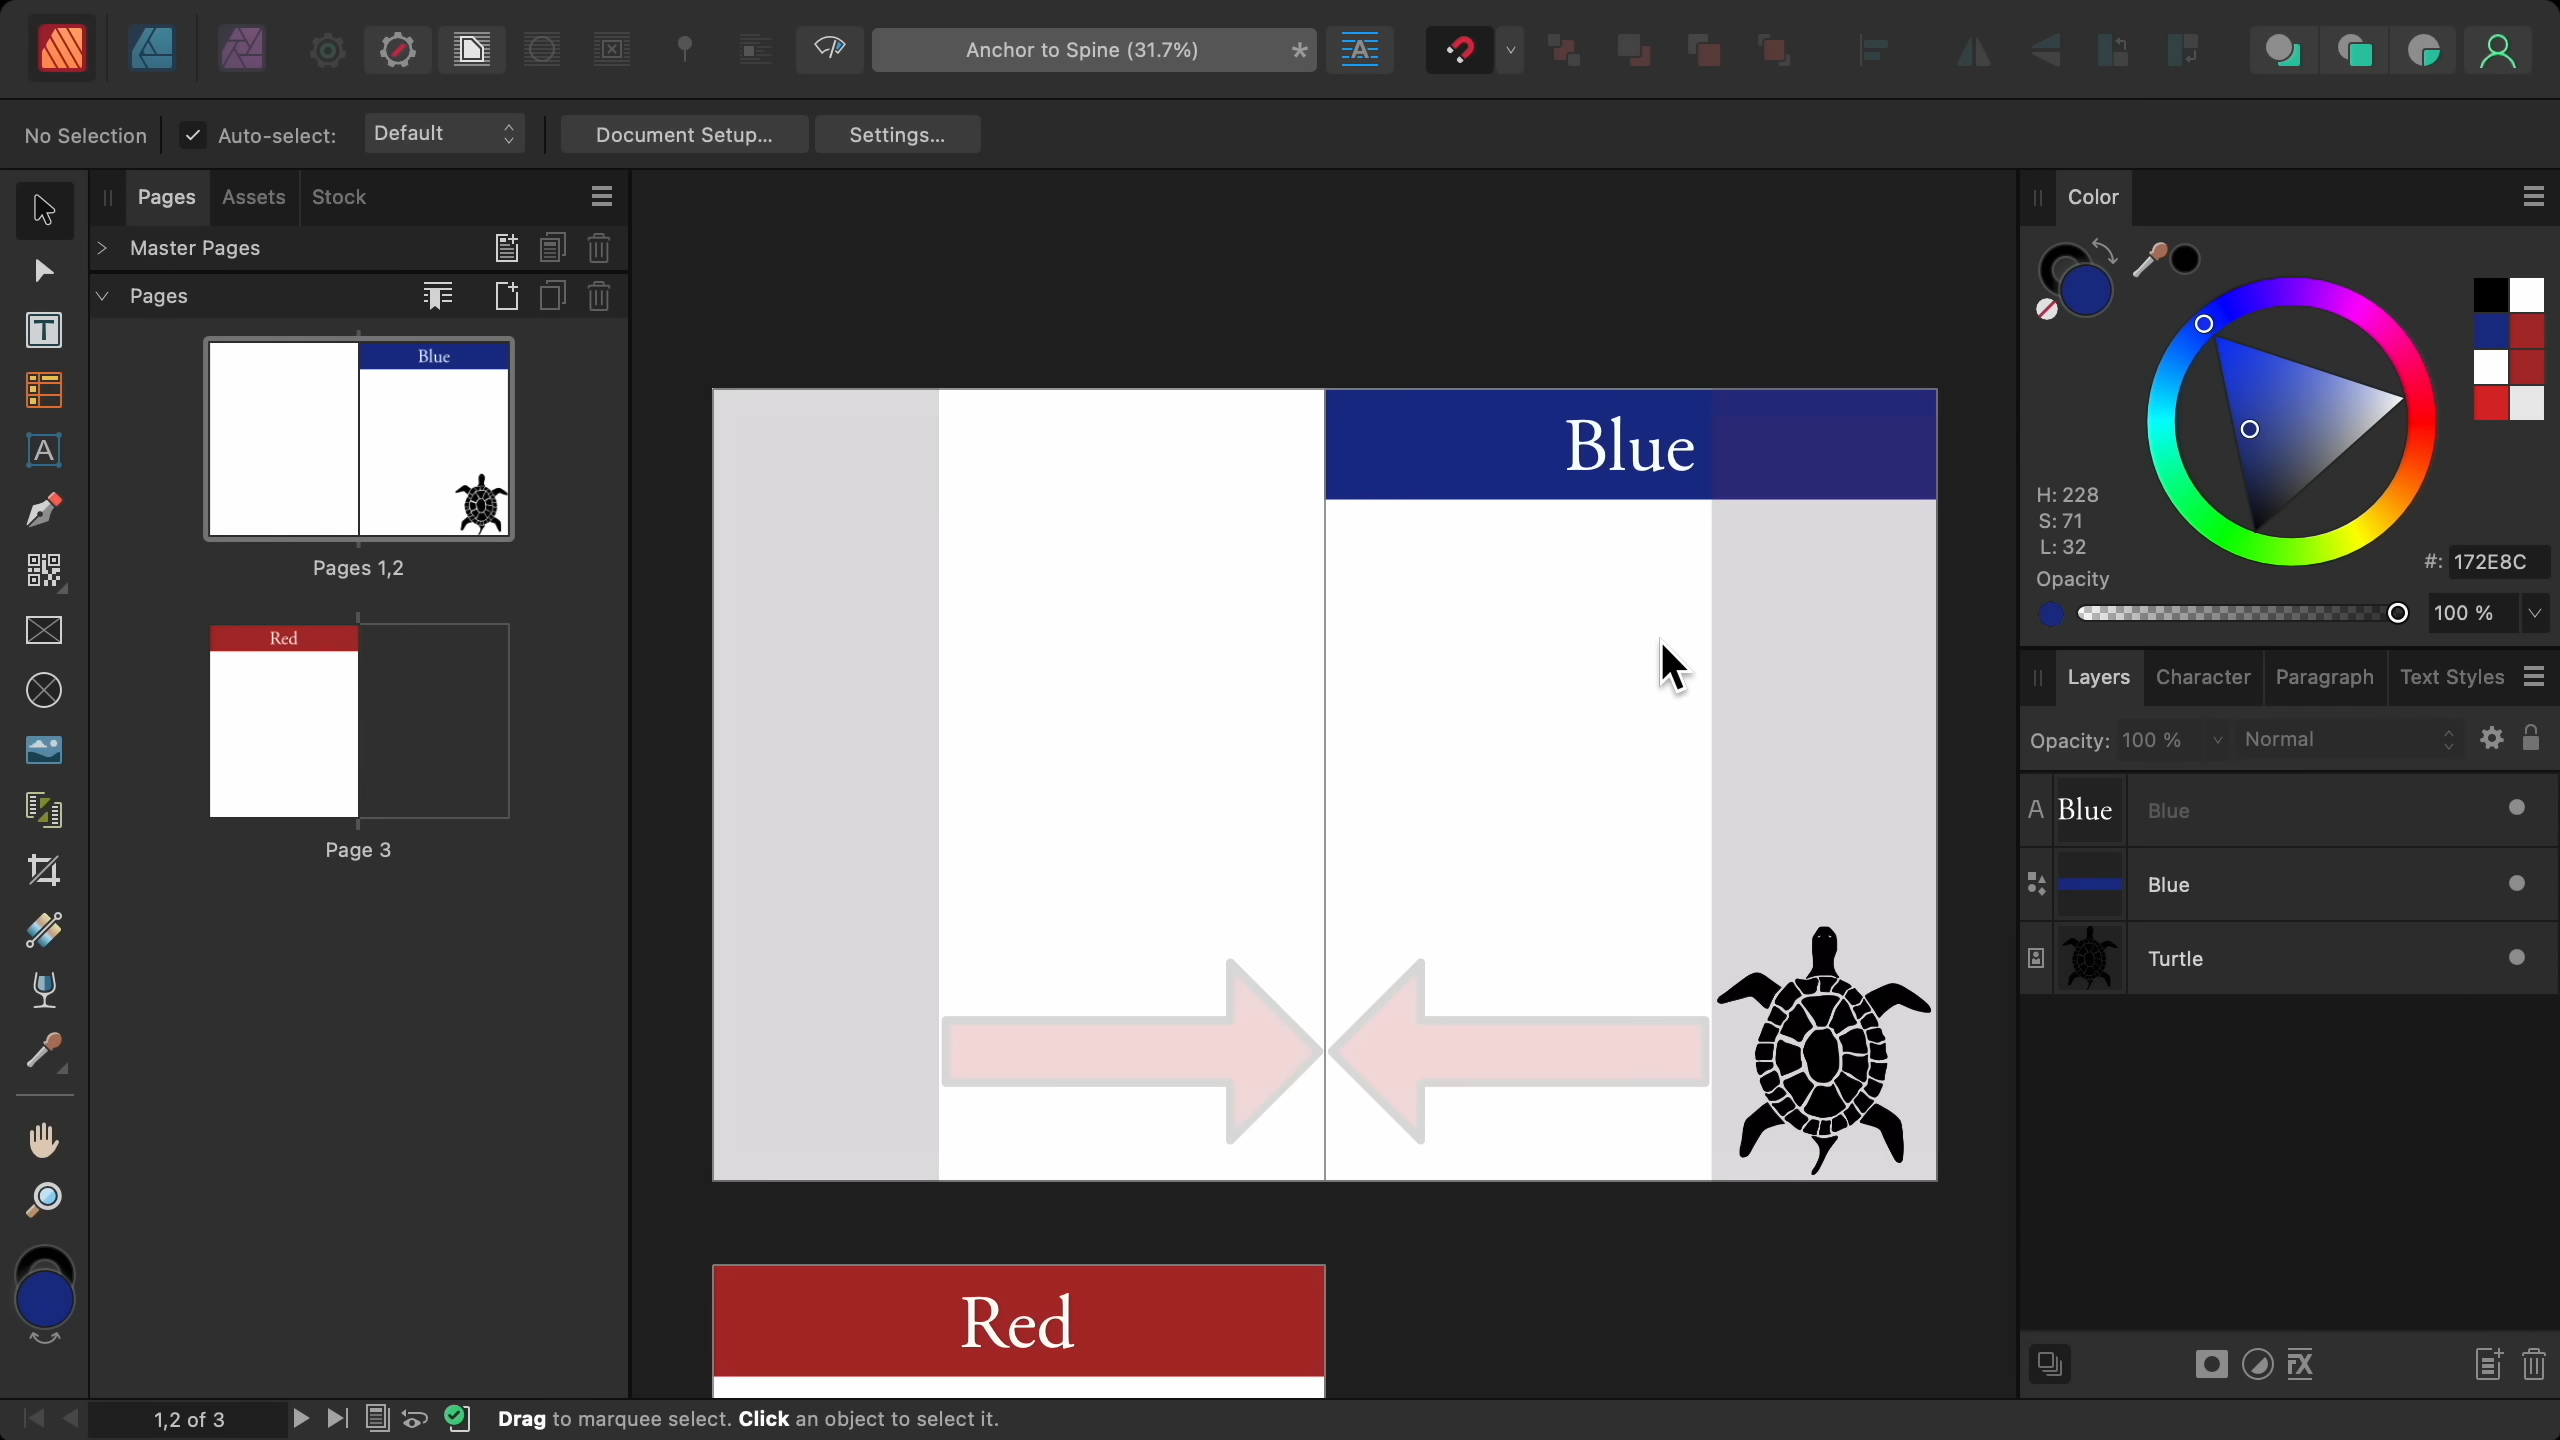 Anchor to Spine (31.7%)
*
A
No Selection
Auto-select:
Default
Document Setup...
Settings...
Pages
Assets
Stock
Master Pages
Pages
Blue
Pages 1,2
Red
Page 3
T
A
Blue
Red
Color
H: 228
S: 71
L: 32
#: 172E8C
Opacity
100 %
Layers
Character
Paragraph
Text Styles
Opacity: 100 %
Normal
A Blue Blue
Blue
Turtle
FX
1,2 of 3
Drag to marquee select. Click an object to select it.